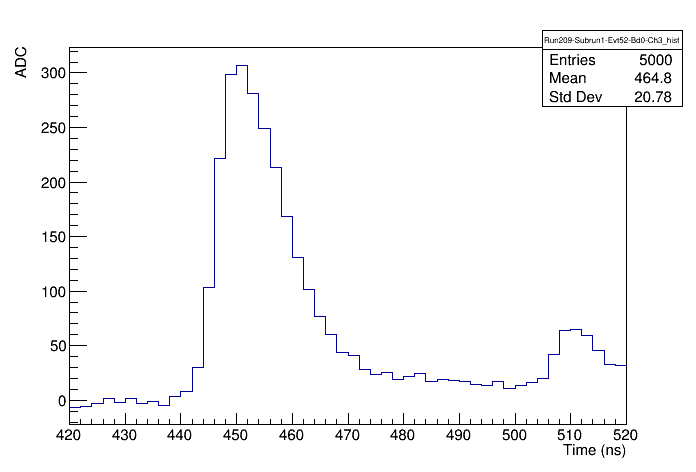 Run209-Subrun1-Evt52-Bd0-Ch3_hist
Entries 5000
Mean 464.8
Std Dev 20.78
ADC
300
250
200
150
100
50
0
420 430 440 450 460 470 480 490 500 510 520
Time (ns)